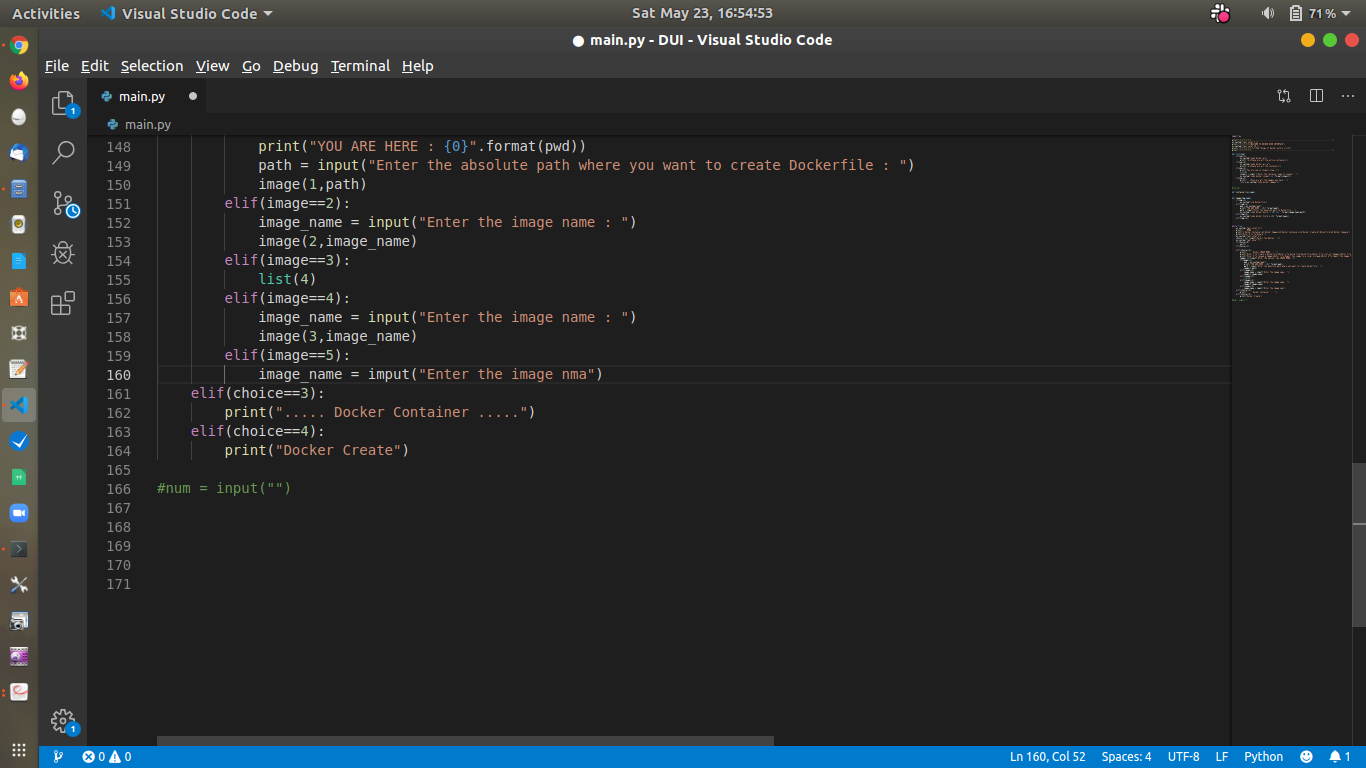 Activities Visual Studio Code Sat May 23, 16:54:53 71%
● main.py - DUI - Visual Studio Code
File Edit Selection View Go Debug Terminal Help
main.py
main.py
148 print("YOU ARE HERE : {0}".format(pwd))
149 path = input("Enter the absolute path where you want to create Dockerfile : ")
150 image(1,path)
151 elif(image==2):
152 image_name = input("Enter the image name : ")
153 image(2,image_name)
154 elif(image==3):
155 list(4)
156 elif(image==4):
157 image_name = input("Enter the image name : ")
158 image(3,image_name)
159 elif(image==5):
160 image_name = imput("Enter the image nma")
161 elif(choice==3):
162 print("..... Docker Container .....")
163 elif(choice==4):
164 print("Docker Create")
165
166 #num = input("")
167
168
169
170
171
1
1
1
0 0 Ln 160, Col 52 Spaces: 4 UTF-8 LF Python 1